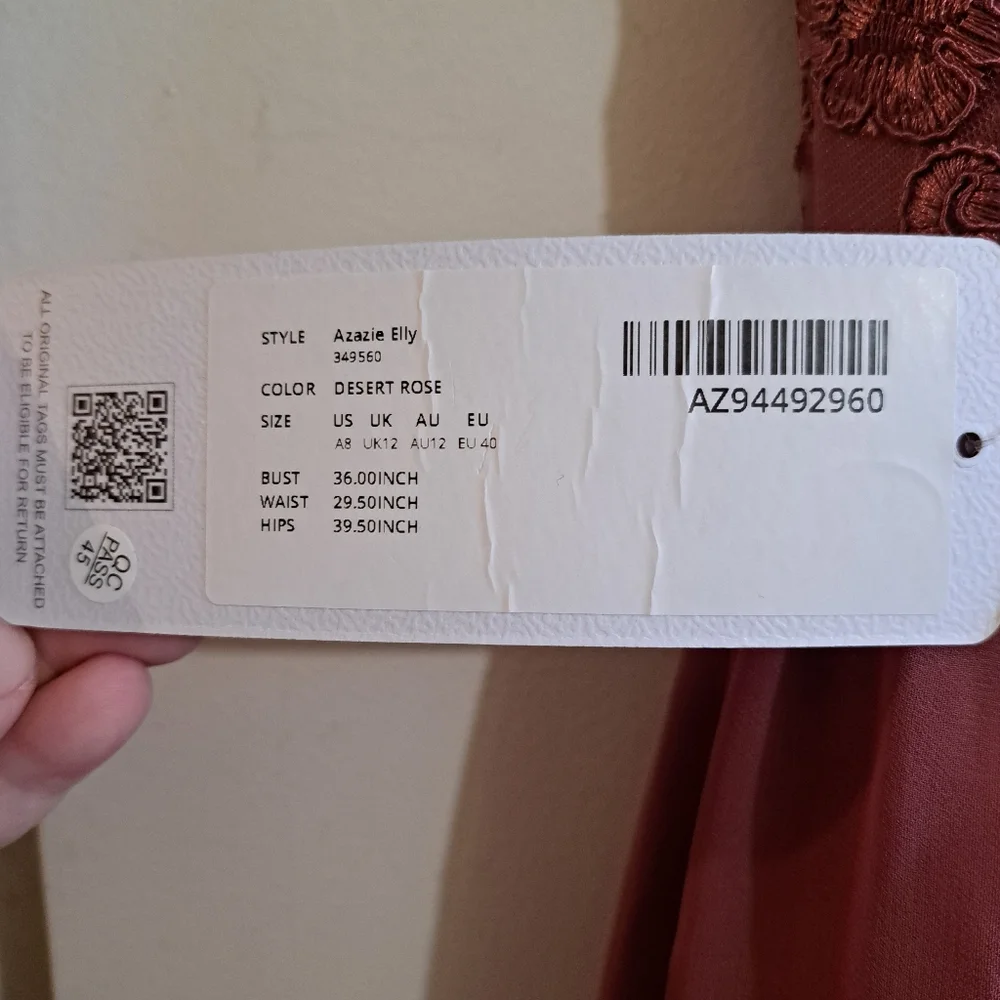 ALL ORIGINAL TAGS MUST BE ATTACHED
TO BE ELIGIBLE FOR RETURN
QC
PASS
45
STYLE Azazie Elly
349560
COLOR DESERT ROSE
SIZE US UK AU EU
A8 UK12 AU12 EU 40
BUST 36.00INCH
WAIST 29.50INCH
HIPS 39.50INCH
AZ94492960